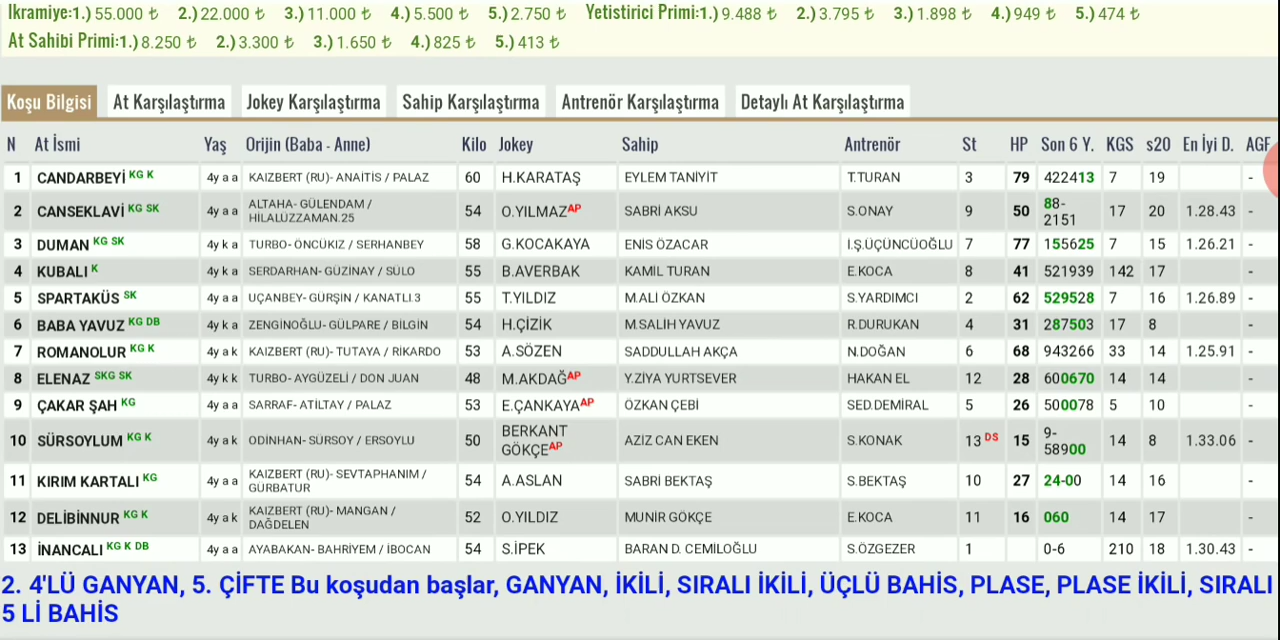 İkramiye:1.) 55.000 ₺ 2.) 22.000 ₺ 3.) 11.000 ₺ 4.) 5.500 ₺ 5.) 2.750 ₺ Yetistirici Primi:1.) 9.488 ₺ 2.) 3.795 ₺ 3.) 1.898 ₺ 4.) 949 ₺ 5.) 474 ₺
At Sahibi Primi:1.) 8.250 ₺ 2.) 3.300 ₺ 3.) 1.650 ₺ 4.) 825 ₺ 5.) 413 ₺
Koşu Bilgisi At Karşılaştırma Jokey Karşılaştırma Sahip Karşılaştırma Antrenör Karşılaştırma Detaylı At Karşılaştırma
N At İsmi Yaş Orijin (Baba - Anne) Kilo Jokey Sahip Antrenör St HP Son 6 Y. KGS s20 En İyi D. AGF
1 CANDARBEYİ KG K 4y a a KAIZBERT (RU)- ANAİTİS / PALAZ 60 H.KARATAŞ EYLEM TANİYİT T.TURAN 3 79 422413 7 19 -
2 CANSEKLAVİ KG SK 4y a a ALTAHA- GÜLENDAM / HİLALÜZZAMAN.25 54 O.YILMAZ AP SABRİ AKSU S.ONAY 9 50 88-2151 17 20 1.28.43 -
3 DUMAN KG SK 4y k a TURBO- ÖNCÜKIZ / SERHANBEY 58 G.KOCAKAYA ENİS ÖZACAR İ.Ş.ÜÇÜNCÜOĞLU 7 77 155625 7 15 1.26.21 -
4 KUBALI K 4y k a SERDARHAN- GÜZİNAY / SÜLO 55 B.AVERBAK KAMİL TURAN E.KOCA 8 41 521939 142 17 -
5 SPARTAKÜS SK 4y a a UÇANBEY- GÜRŞİN / KANATLI.3 55 T.YILDIZ M.ALİ ÖZKAN S.YARDIMCI 2 62 529528 7 16 1.26.89 -
6 BABA YAVUZ KG DB 4y k a ZENGİNOĞLU- GÜLPARE / BİLGİN 54 H.ÇİZİK M.SALİH YAVUZ R.DURUKAN 4 31 287503 17 8 -
7 ROMANOLUR KG K 4y a k KAIZBERT (RU)- TUTAYA / RİKARDO 53 A.SÖZEN SADDULLAH AKÇA N.DOĞAN 6 68 943266 33 14 1.25.91 -
8 ELENAZ SKG SK 4y k k TURBO- AYGÜZELİ / DON JUAN 48 M.AKDAĞ AP Y.ZİYA YURTSEVER HAKAN EL 12 28 600670 14 14 -
9 ÇAKAR ŞAH KG 4y a a SARRAF- ATİLTAY / PALAZ 53 E.ÇANKAYA AP ÖZKAN ÇEBİ SED.DEMİRAL 5 26 500078 5 10 -
10 SÜRSOYLUM KG K 4y a k ODİNHAN- SÜRSOY / ERSOYLU 50 BERKANT GÖKÇE AP AZİZ CAN EKEN S.KONAK 13 DS 15 9-58900 14 8 1.33.06 -
11 KIRIM KARTALI KG 4y a a KAIZBERT (RU)- SEVTAPHANIM / GÜRBATUR 54 A.ASLAN SABRİ BEKTAŞ S.BEKTAŞ 10 27 24-00 14 16 -
12 DELİBİNNUR KG K 4y a k KAIZBERT (RU)- MANGAN / DAĞDELEN 52 O.YILDIZ MUNİR GÖKÇE E.KOCA 11 16 060 14 17 -
13 İNANCALI KG K DB 4y a a AYABAKAN- BAHRİYEM / İBOCAN 54 S.İPEK BARAN D. CEMİLOĞLU S.ÖZGEZER 1 0-6 210 18 1.30.43 -
2. 4'LÜ GANYAN, 5. ÇİFTE Bu koşudan başlar, GANYAN, İKİLİ, SIRALI İKİLİ, ÜÇLÜ BAHİS, PLASE, PLASE İKİLİ, SIRALI
5 Lİ BAHİS